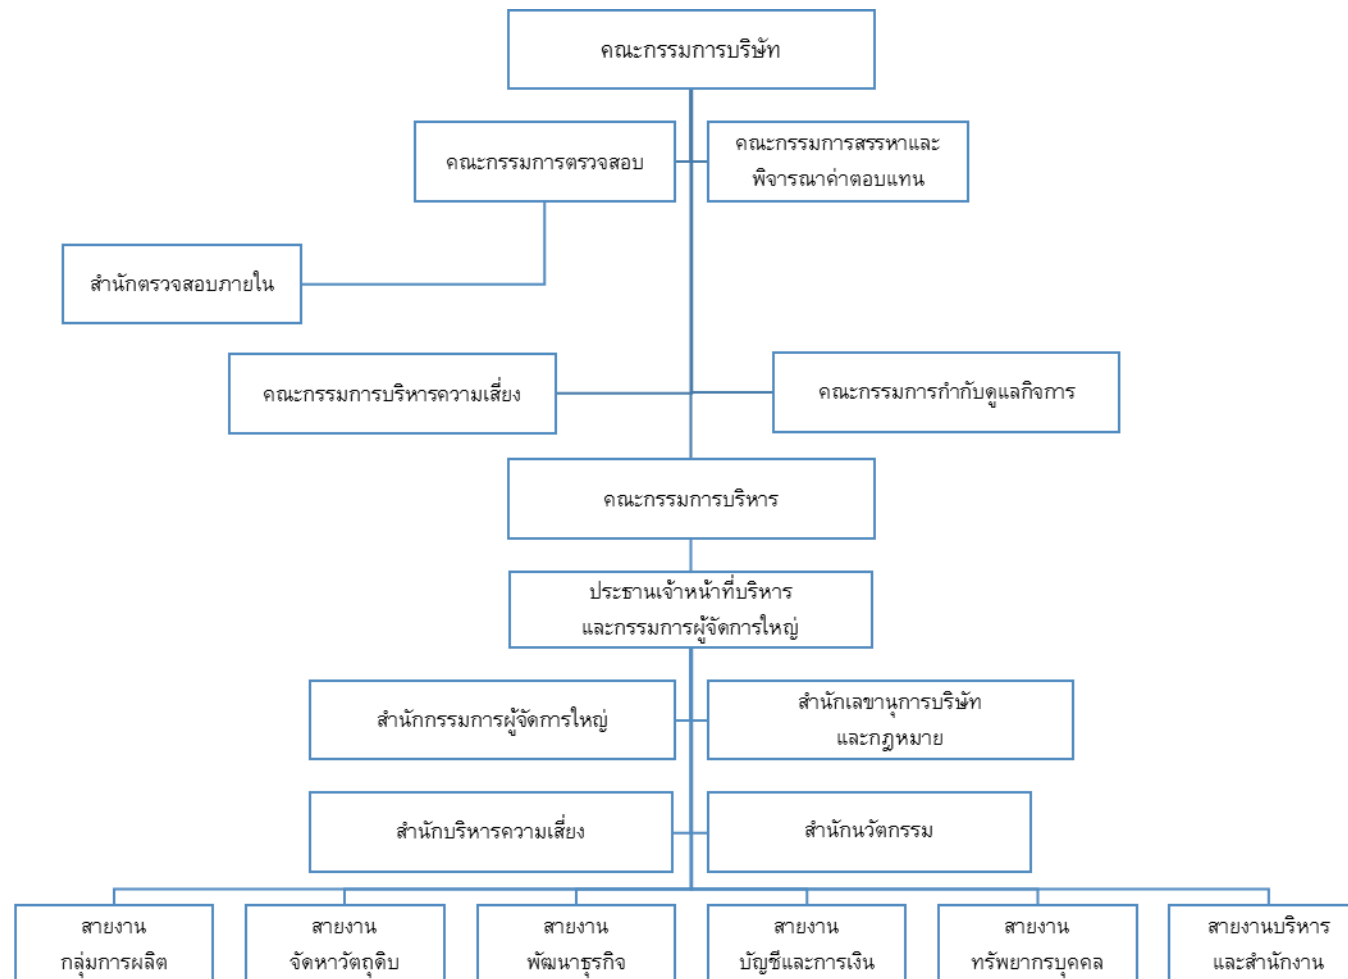 คณะกรรมการบริษัท
คณะกรรมการตรวจสอบ
คณะกรรมการสรรหาและ
พิจารณาค่าตอบแทน
สำนักตรวจสอบภายใน
คณะกรรมการบริหารความเสี่ยง
คณะกรรมการกำกับดูแลกิจการ
คณะกรรมการบริหาร
ประธานเจ้าหน้าที่บริหาร
และกรรมการผู้จัดการใหญ่
สำนักกรรมการผู้จัดการใหญ่
สำนักเลขานุการบริษัท
และกฎหมาย
สำนักบริหารความเสี่ยง
สำนักนวัตกรรม
สายงาน
กลุ่มการผลิต
สายงาน
จัดหาวัตถุดิบ
สายงาน
พัฒนาธุรกิจ
สายงาน
บัญชีและการเงิน
สายงาน
ทรัพยากรบุคคล
สายงานบริหาร
และสำนักงาน